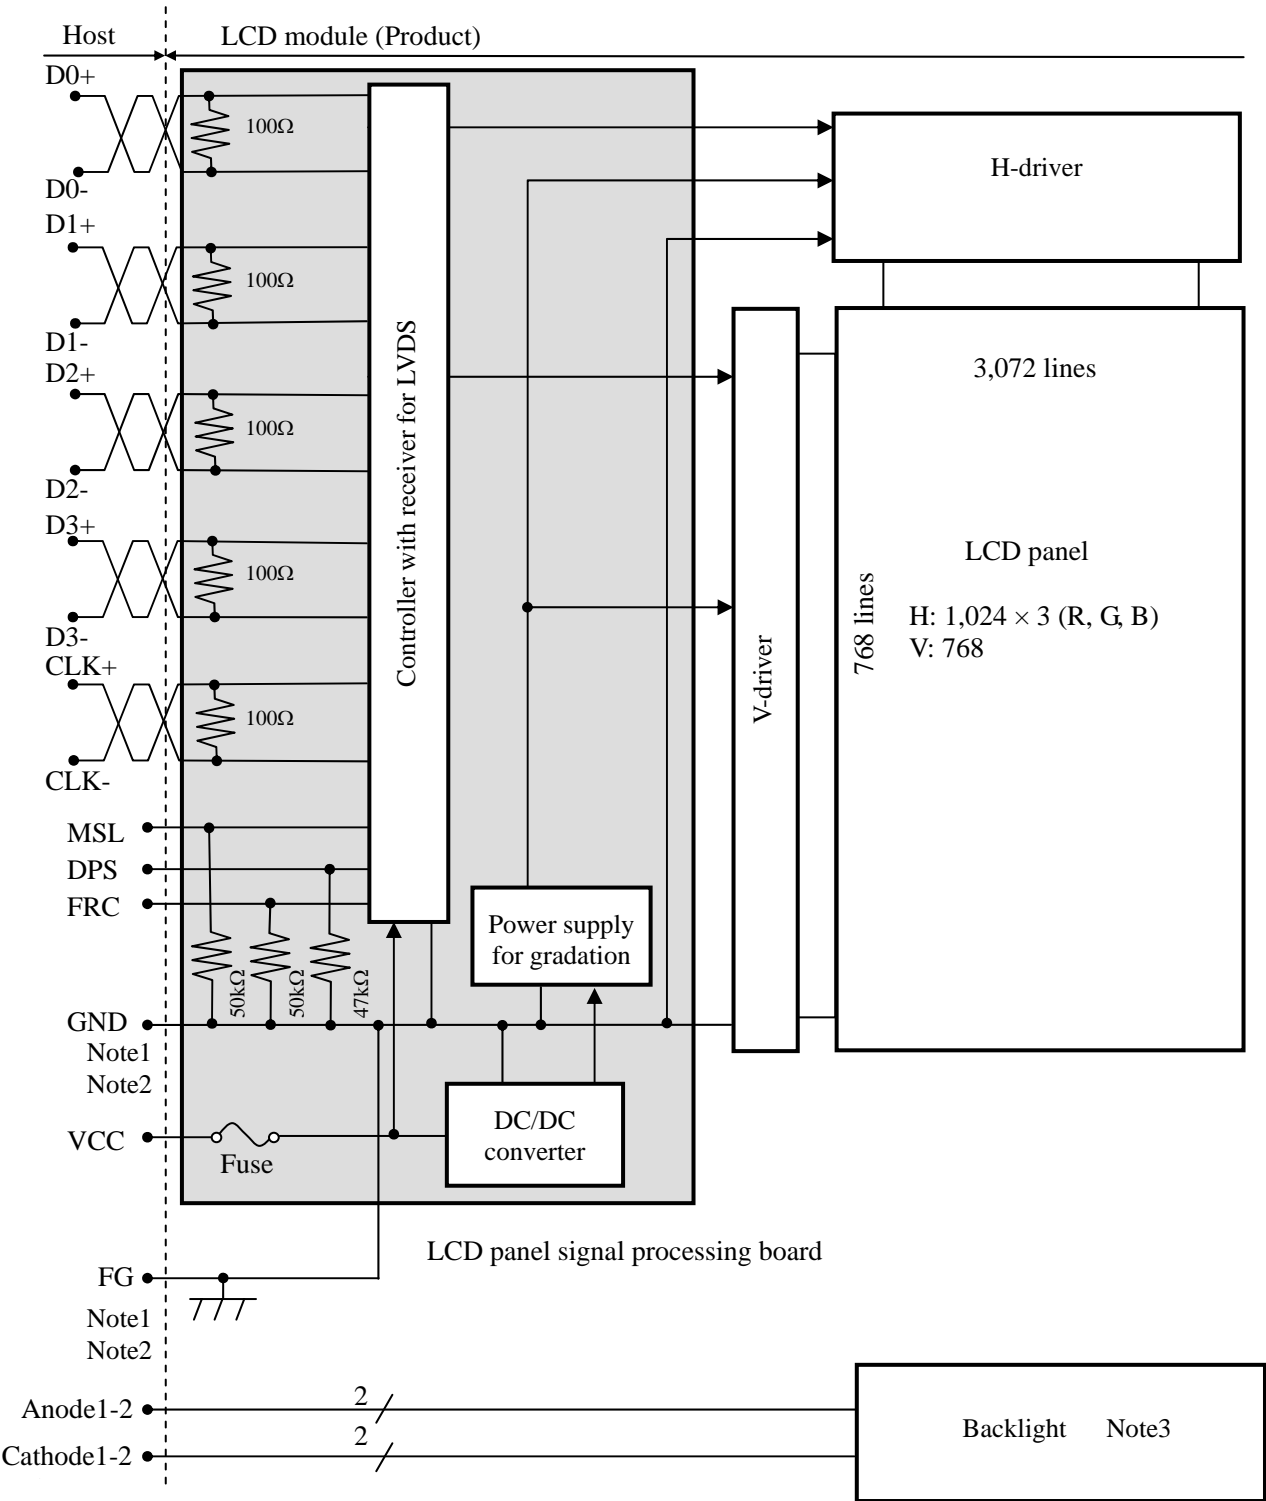 Host
LCD module (Product)
D0+
100Ω
D0-
H-driver
D1+
100Ω
D1-
D2+
100Ω
D2-
D3+
100Ω
D3-
CLK+
100Ω
CLK-
Controller with receiver for LVDS
3,072 lines
LCD panel
768 lines
H: 1,024 × 3 (R, G, B)
V: 768
V-driver
MSL
DPS
FRC
50kΩ
50kΩ
47kΩ
Power supply
for gradation
GND
Note1
Note2
VCC
Fuse
DC/DC
converter
LCD panel signal processing board
FG
Note1
Note2
Anode1-2
2
Cathode1-2
2
Backlight Note3